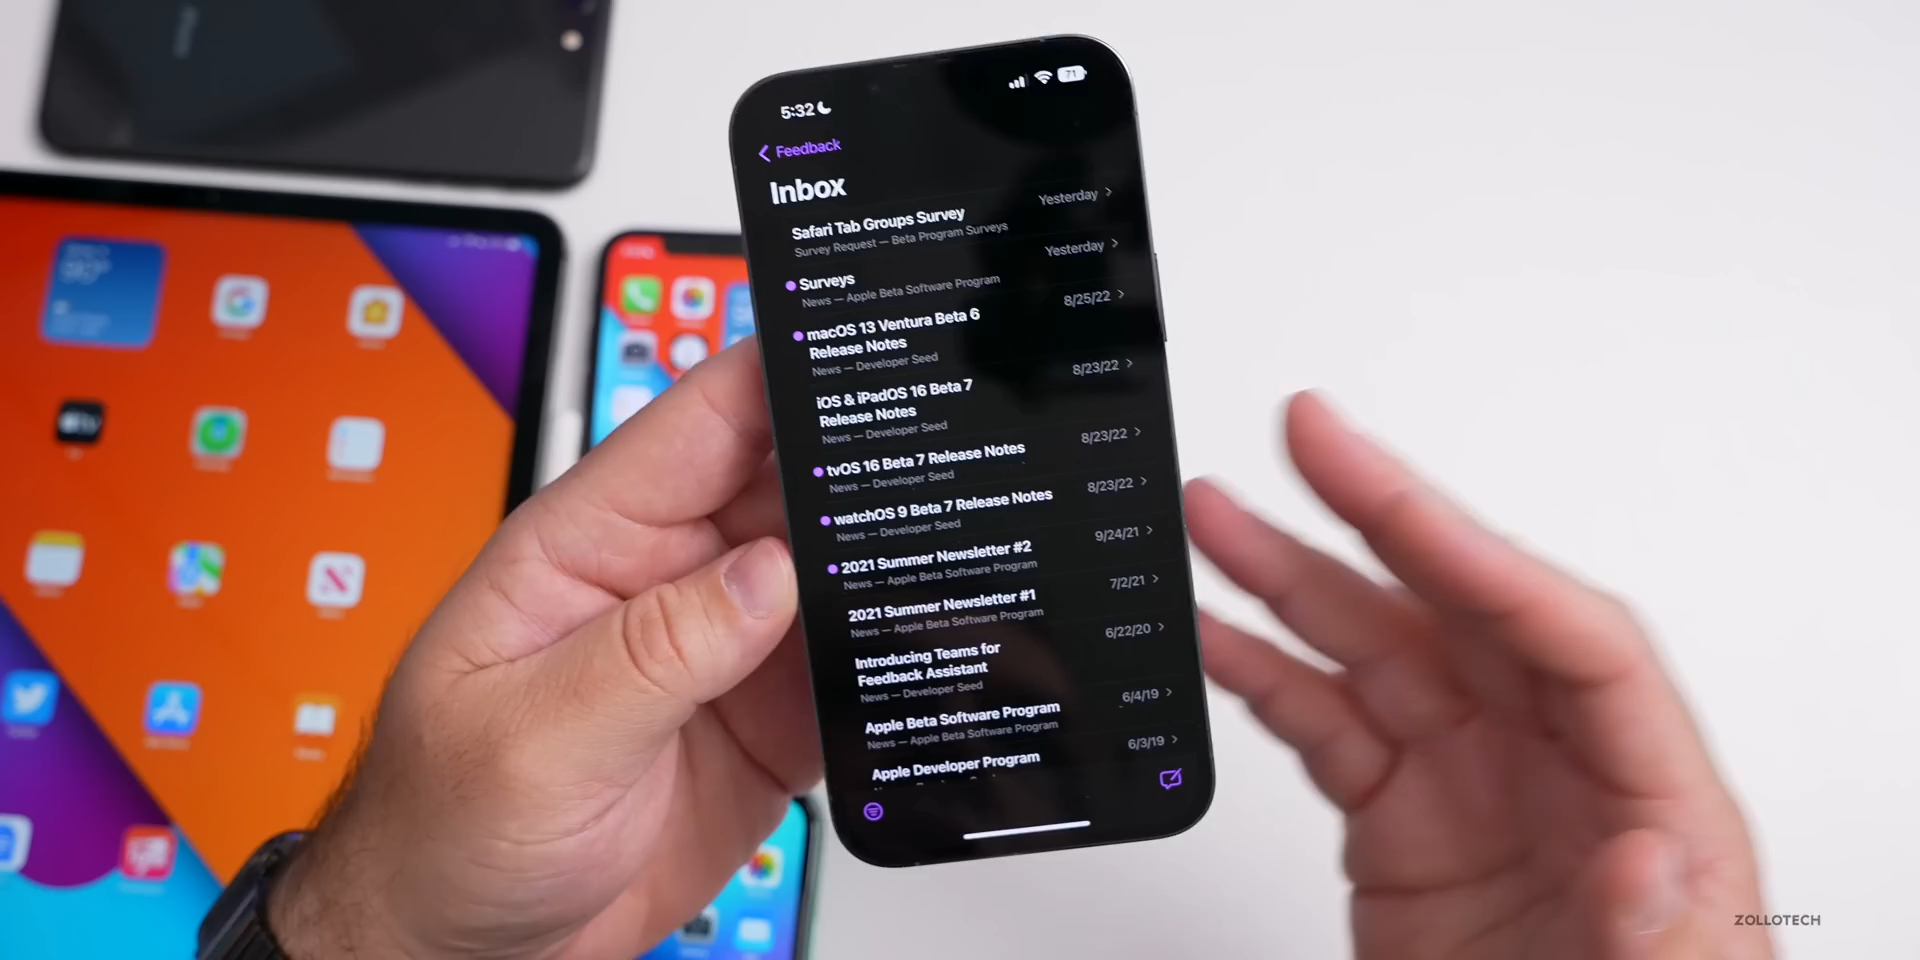 5:32
71
Feedback
Inbox
Safari Tab Groups Survey
Yesterday
Survey Request — Beta Program Surveys
Surveys
Yesterday
News — Apple Beta Software Program
macOS 13 Ventura Beta 6
8/25/22
Release Notes
News — Developer Seed
iOS & iPadOS 16 Beta 7
8/23/22
Release Notes
News — Developer Seed
tvOS 16 Beta 7 Release Notes
8/23/22
News — Developer Seed
watchOS 9 Beta 7 Release Notes
8/23/22
News — Developer Seed
2021 Summer Newsletter #2
9/24/21
News — Apple Beta Software Program
2021 Summer Newsletter #1
7/2/21
News — Apple Beta Software Program
Introducing Teams for
6/22/20
Feedback Assistant
News — Developer Seed
Apple Beta Software Program
6/4/19
News — Apple Beta Software Program
Apple Developer Program
6/3/19
ZOLLOTECH